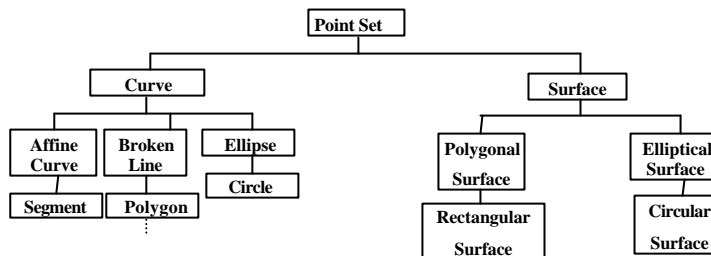 Point Set
Curve
Surface
Affine
Curve
Broken
Line
Ellipse
Polygonal
Surface
Elliptical
Surface
Segment
Polygon
Circle
Rectangular
Surface
Circular
Surface